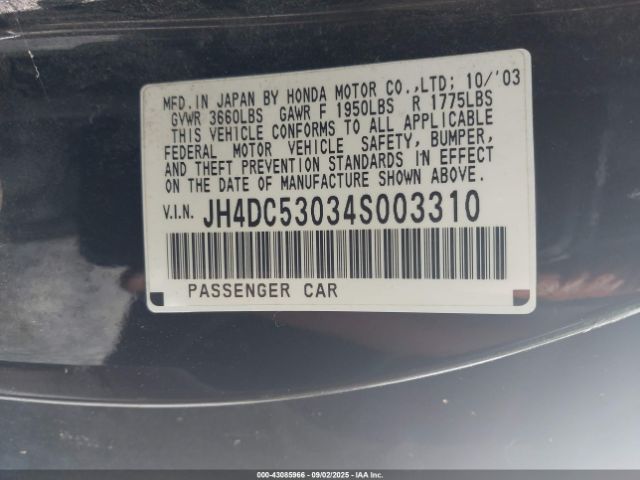 MFD. IN JAPAN BY HONDA MOTOR CO.,LTD; 10/'03
GVWR 3660LBS GAWR F 1950LBS R 1775LBS
THIS VEHICLE CONFORMS TO ALL APPLICABLE
FEDERAL MOTOR VEHICLE SAFETY, BUMPER,
AND THEFT PREVENTION STANDARDS IN EFFECT
ON THE DATE OF MANUFACTURE SHOWN ABOVE.
V.I.N. JH4DC53034S003310
PASSENGER CAR
000-43085966 - 09/02/2025 - IAA Inc.